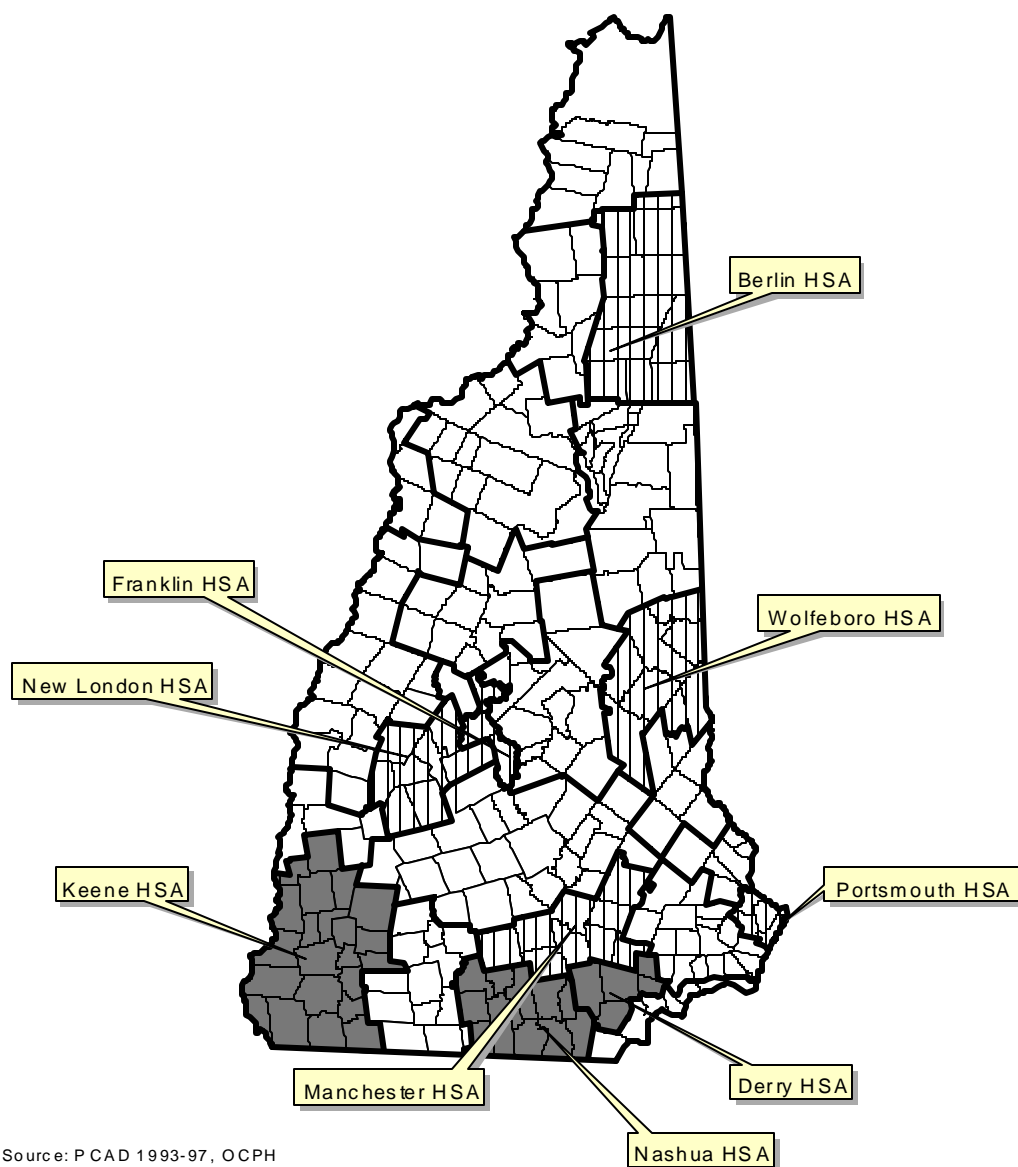 Berlin HSA
Franklin HSA
Wolfeboro HSA
New London HSA
Keene HSA
Portsmouth HSA
Manchester HSA
Derry HSA
Nashua HSA
Source: PCAD 1993-97, OCPH